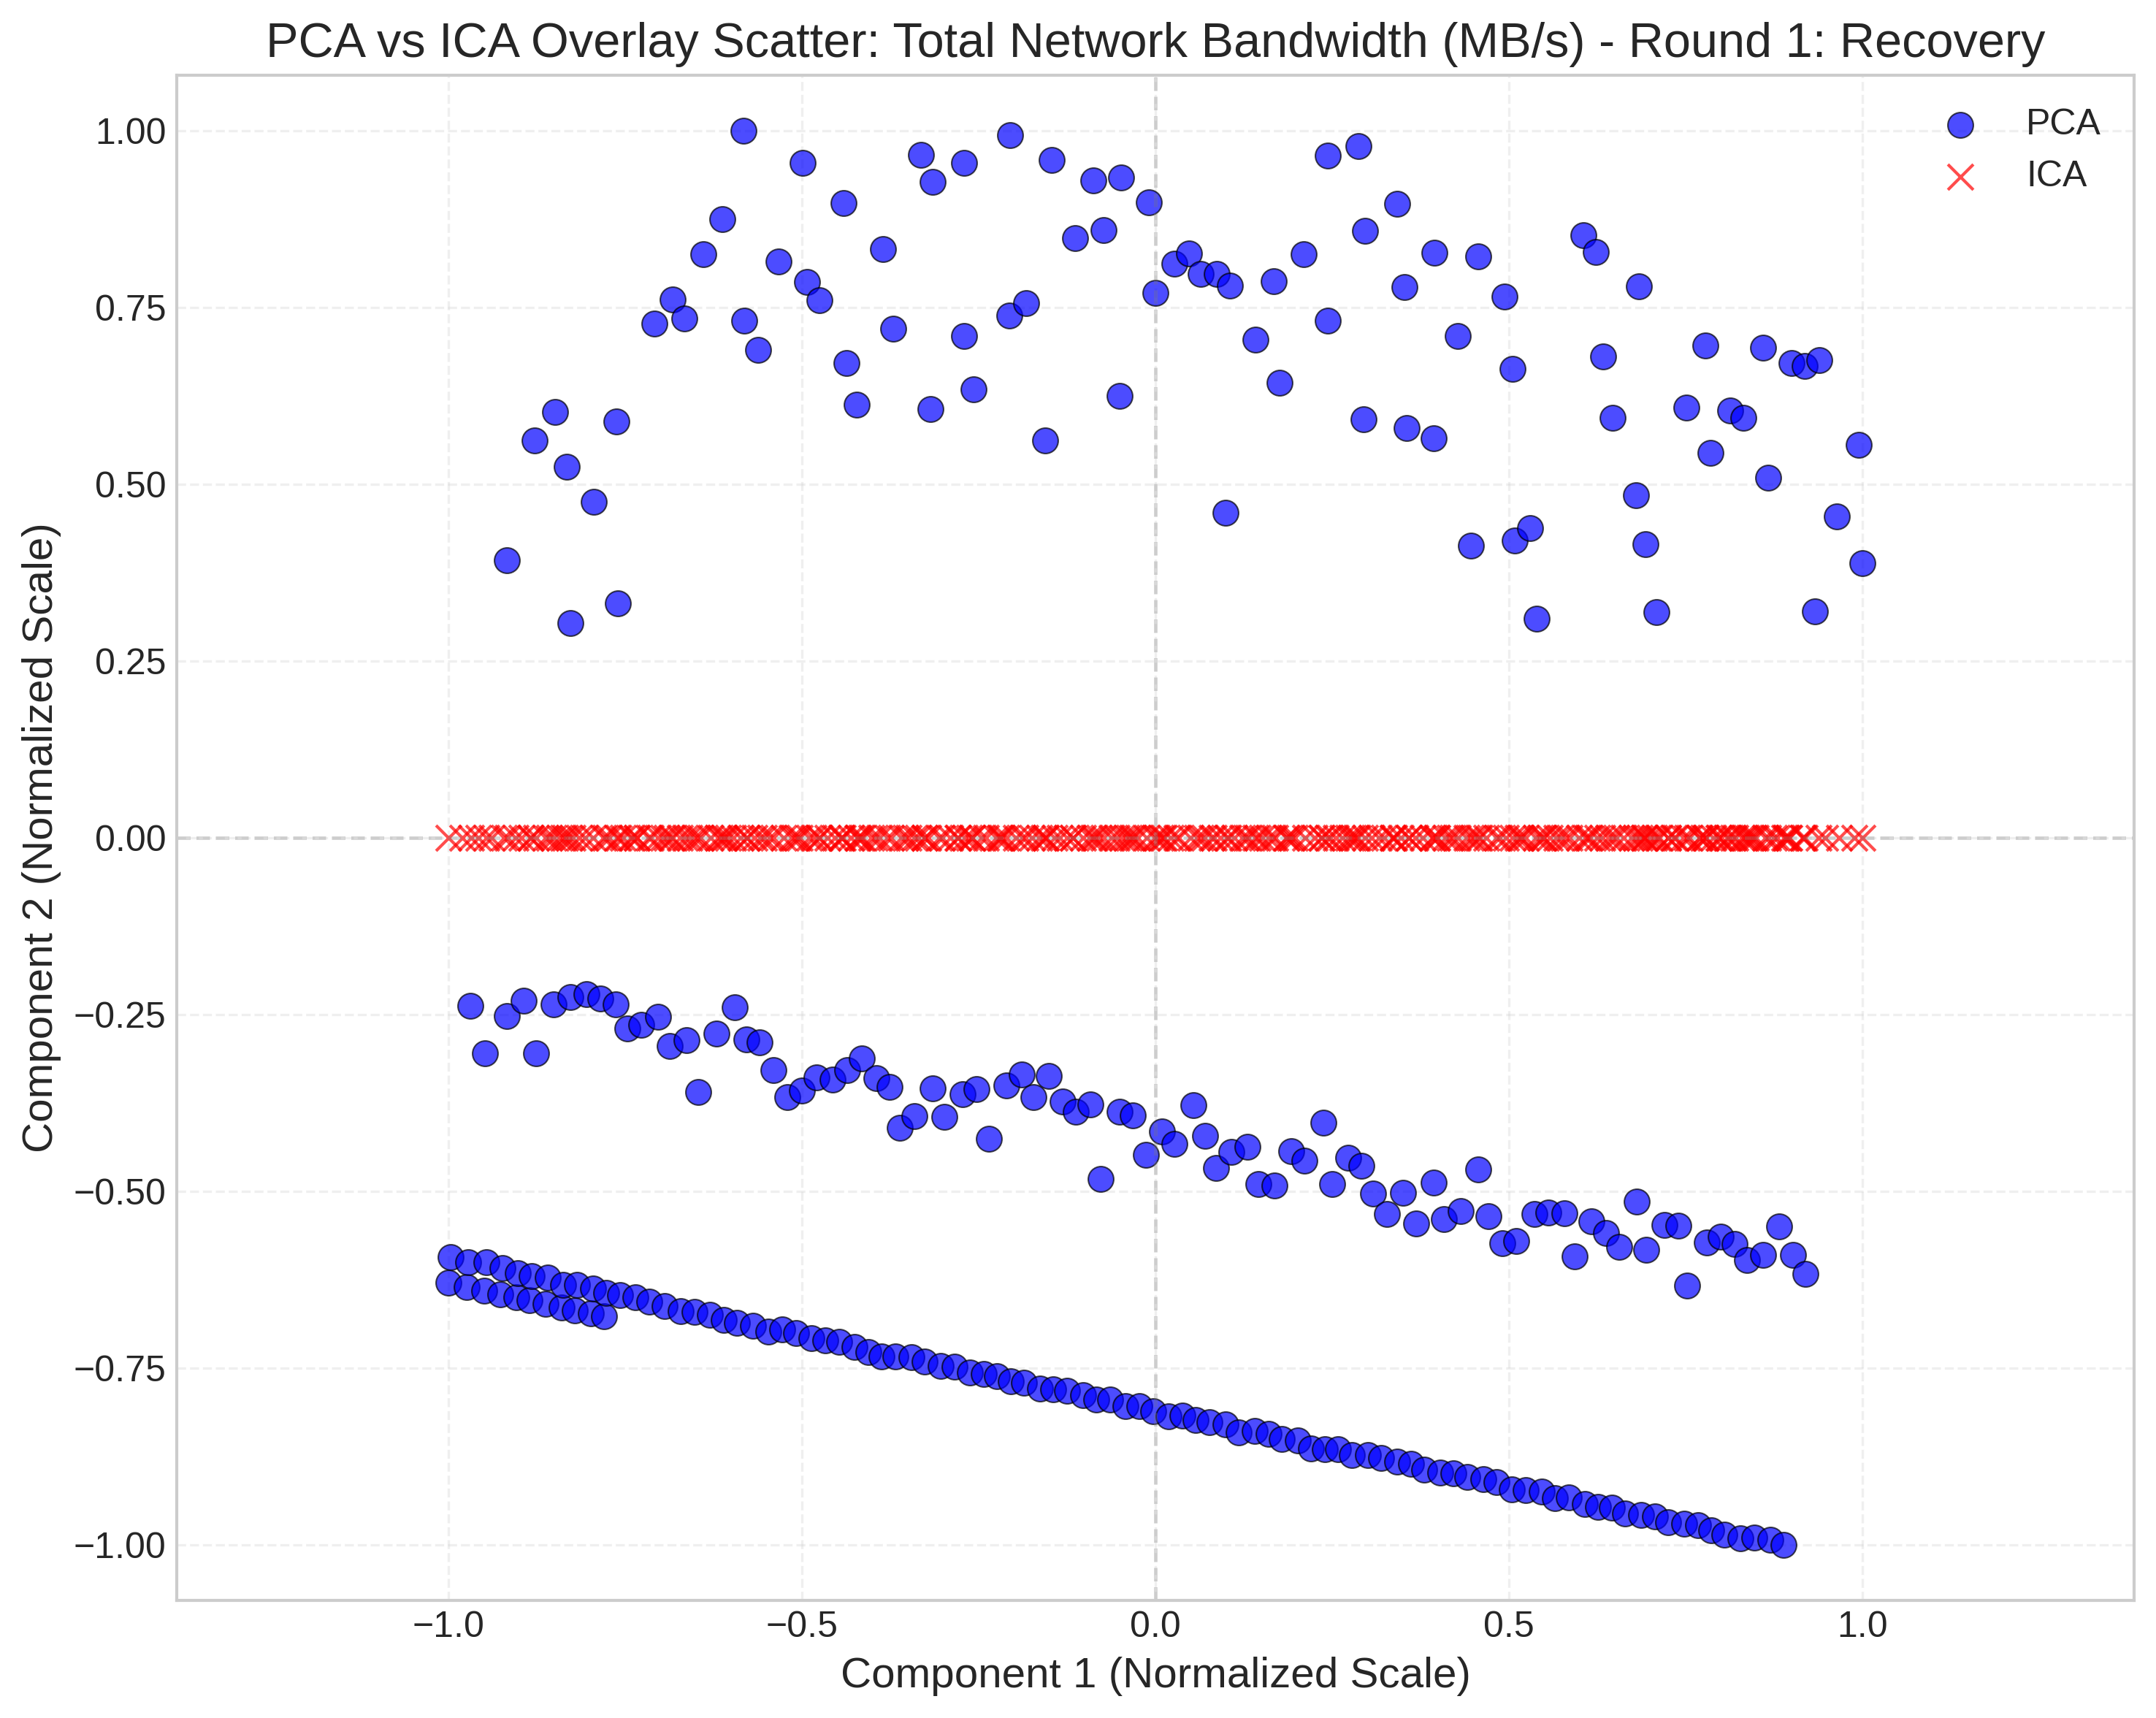 PCA vs ICA Overlay Scatter: Total Network Bandwidth (MB/s) - Round 1: Recovery
PCA
ICA
1.00
0.75
0.50
0.25
0.00
−0.25
−0.50
−0.75
−1.00
Component 2 (Normalized Scale)
−1.0
−0.5
0.0
0.5
1.0
Component 1 (Normalized Scale)